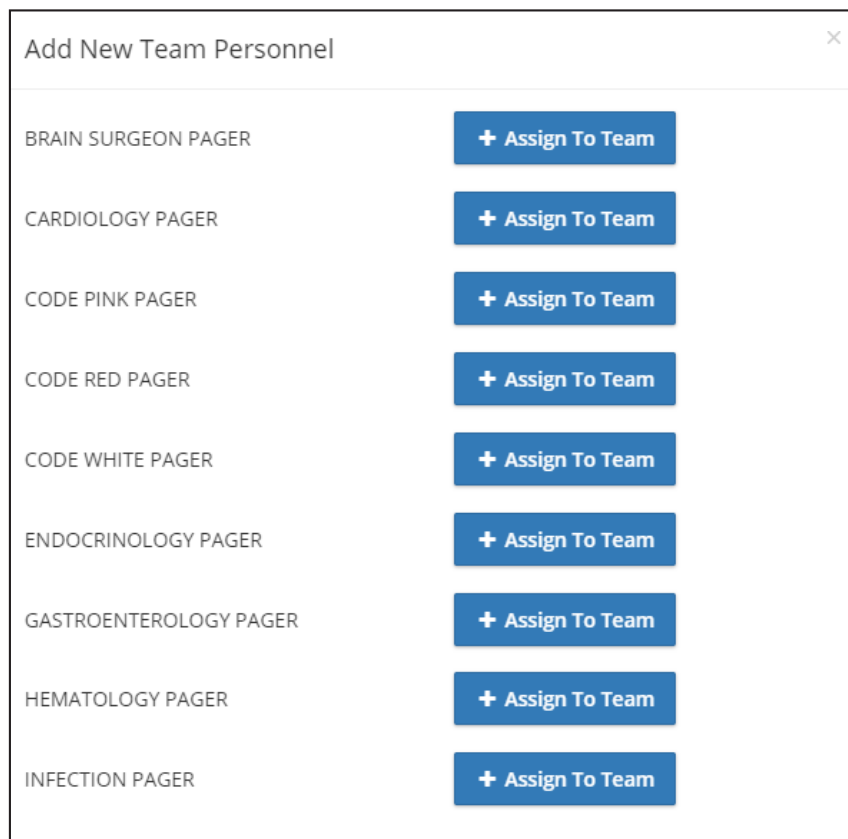 Add New Team Personnel ×
BRAIN SURGEON PAGER + Assign To Team
CARDIOLOGY PAGER + Assign To Team
CODE PINK PAGER + Assign To Team
CODE RED PAGER + Assign To Team
CODE WHITE PAGER + Assign To Team
ENDOCRINOLOGY PAGER + Assign To Team
GASTROENTEROLOGY PAGER + Assign To Team
HEMATOLOGY PAGER + Assign To Team
INFECTION PAGER + Assign To Team